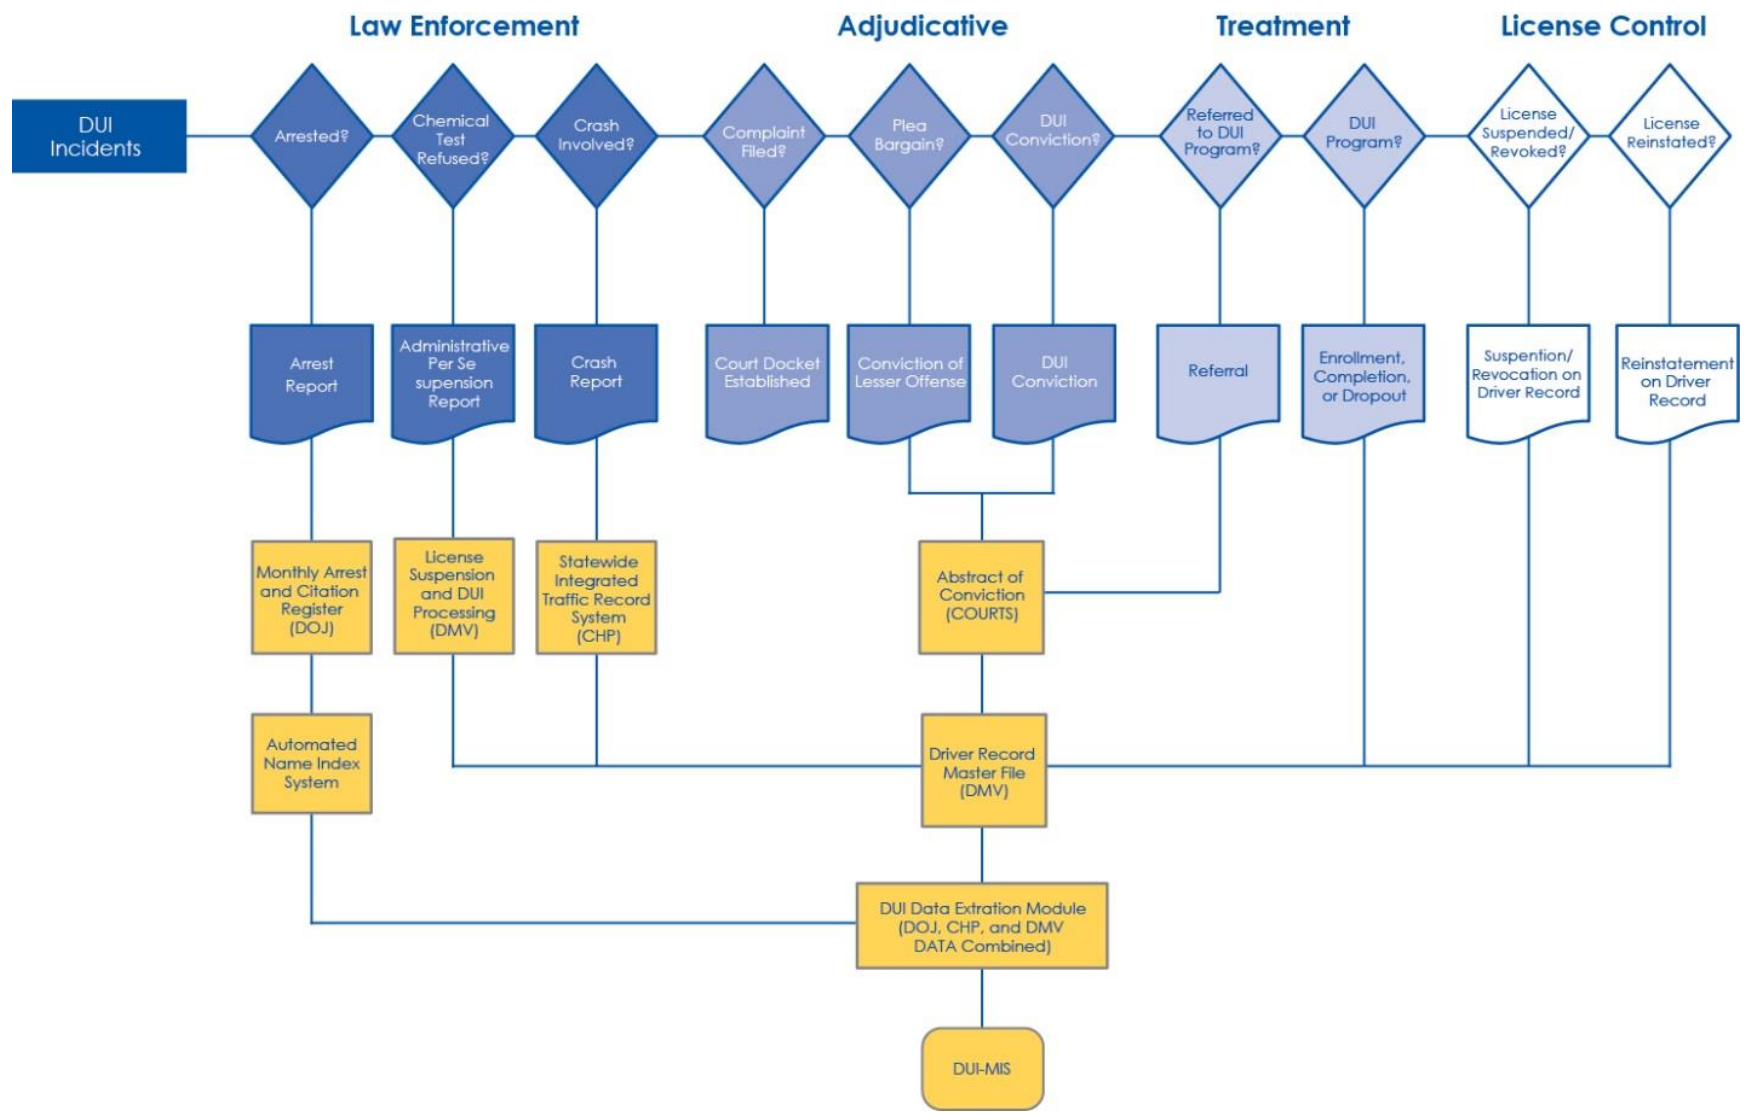 Law Enforcement
Adjudicative
Treatment
License Control
DUI
Incidents
Arrested?
Chemical
Test
Refused?
Crash
Involved?
Complaint
Filed?
Plea
Bargain?
DUI
Conviction?
Referred
to DUI
Program?
DUI
Program?
License
Suspended/
Revoked?
License
Reinstated?
Arrest
Report
Administrative
Per Se
supension
Report
Crash
Report
Court Docket
Established
Conviction of
Lesser Offense
DUI
Conviction
Referral
Enrollment,
Completion,
or Dropout
Suspention/
Revocation on
Driver Record
Reinstatement
on Driver
Record
Monthly Arrest
and Citation
Register
(DOJ)
License
Suspension
and DUI
Processing
(DMV)
Statewide
Integrated
Traffic Record
System
(CHP)
Abstract of
Conviction
(COURTS)
Automated
Name Index
System
Driver Record
Master File
(DMV)
DUI Data Extration Module
(DOJ, CHP, and DMV
DATA Combined)
DUI-MIS